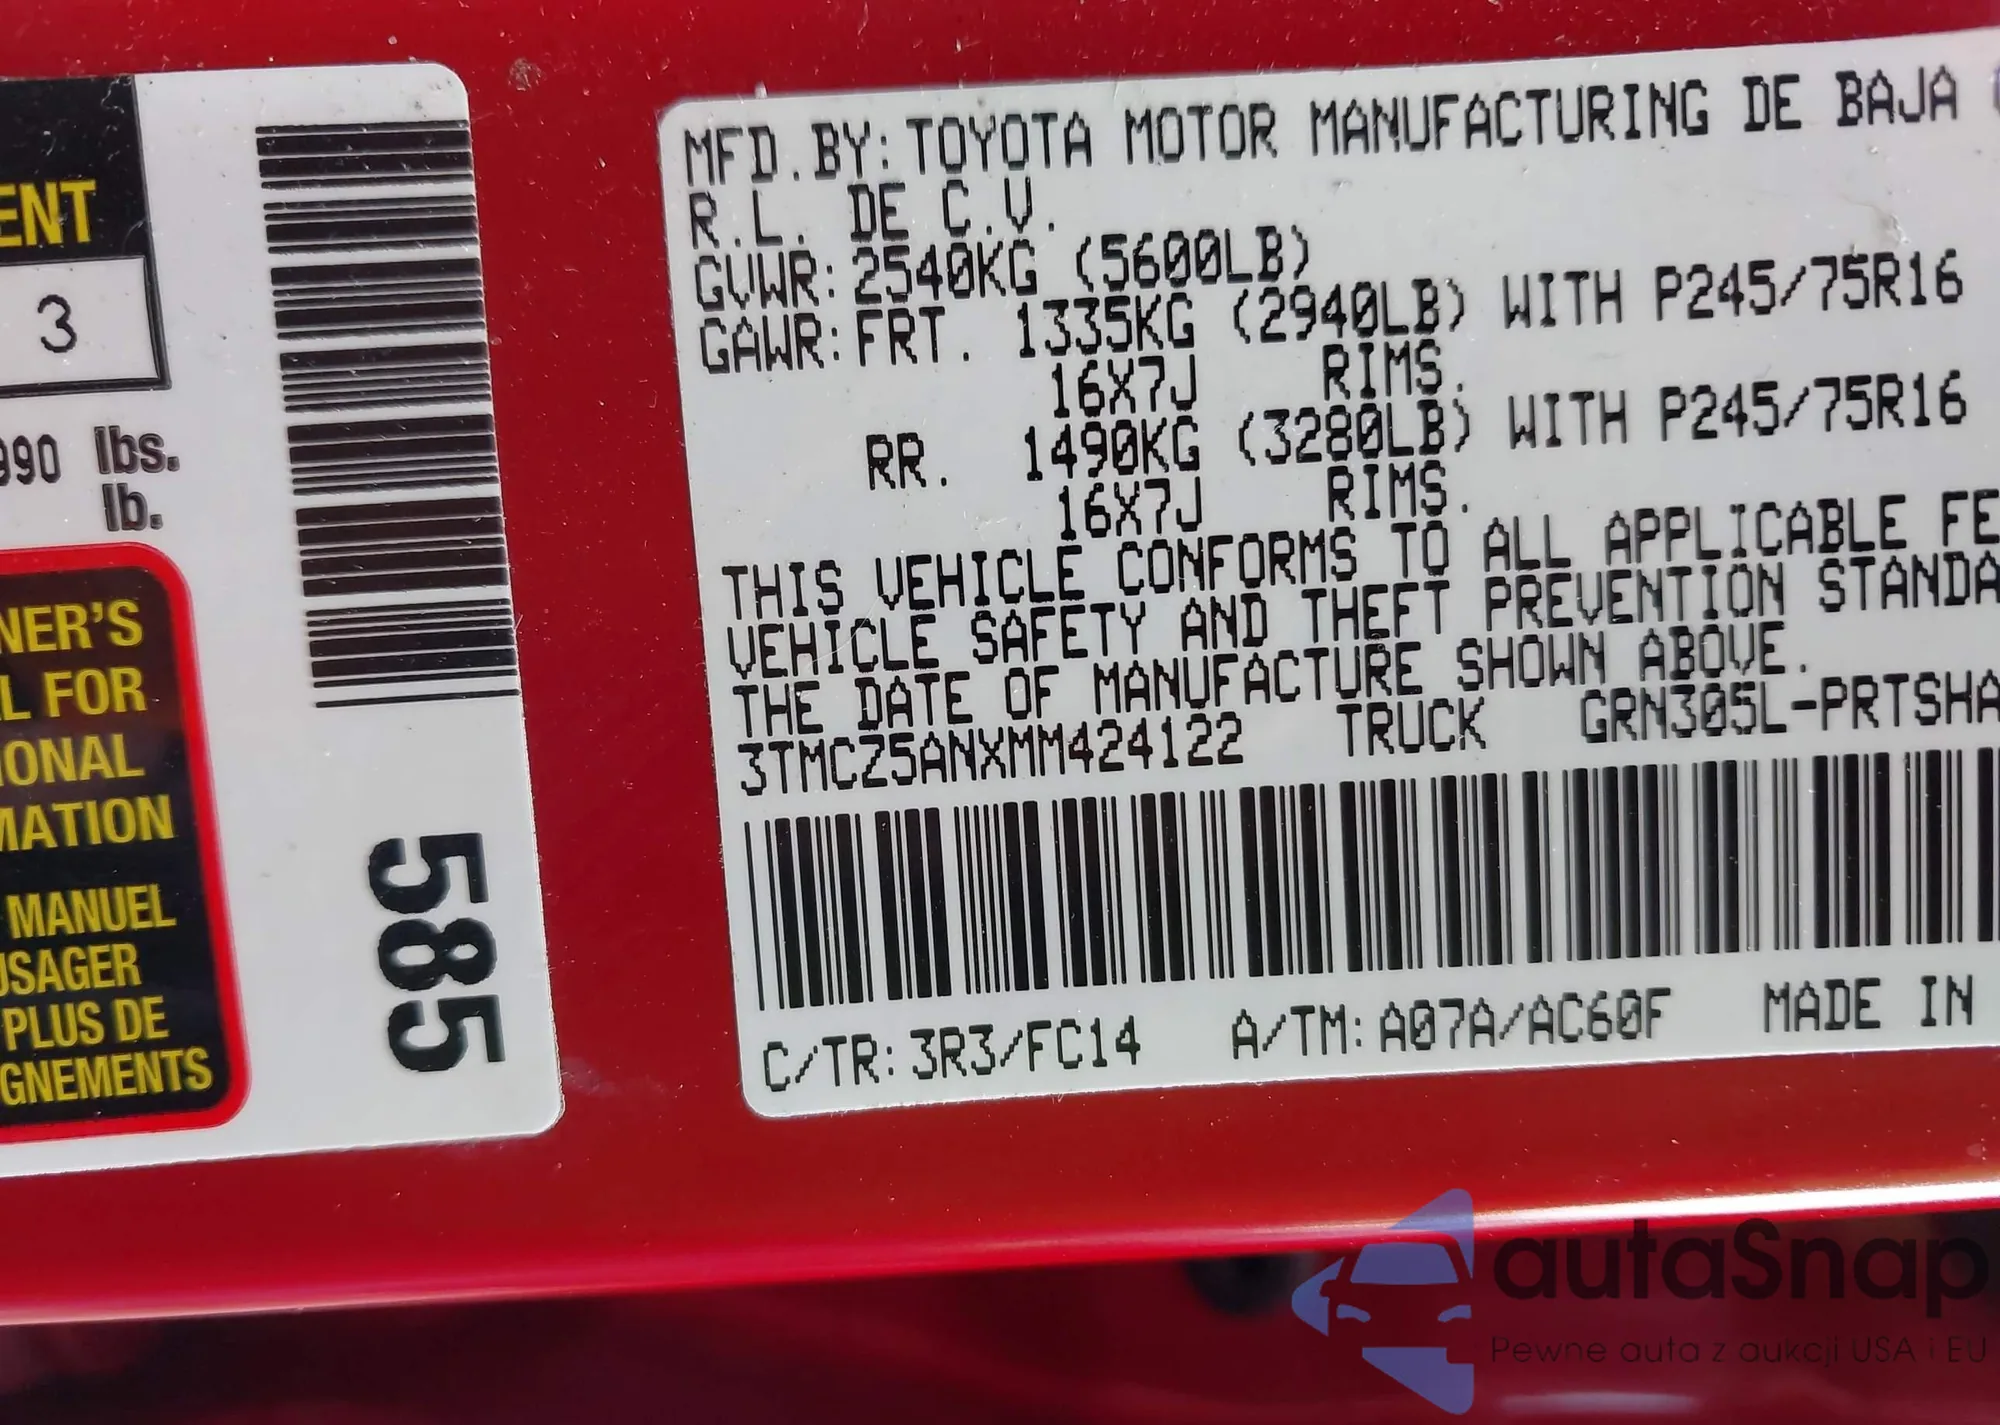 ENT
3
990 lbs.
lb.
NER'S
L FOR
IONAL
MATION
MANUEL
USAGER
PLUS DE
GNEMENTS
585
MFD.BY:TOYOTA MOTOR MANUFACTURING DE BAJA
R.L. DE C.V.
GVWR:2540KG (5600LB)
GAWR:FRT. 1335KG (2940LB) WITH P245/75R16
16X7J RIMS.
RR. 1490KG (3280LB) WITH P245/75R16
16X7J RIMS.
THIS VEHICLE CONFORMS TO ALL APPLICABLE FE
VEHICLE SAFETY AND THEFT PREVENTION STANDA
THE DATE OF MANUFACTURE SHOWN ABOVE.
3TMCZ5ANXMM424122 TRUCK GRN305L-PRTSHA
C/TR:3R3/FC14 A/TM:A07A/AC60F MADE IN
autaSnap
Pewne auta z aukcji USA i EU